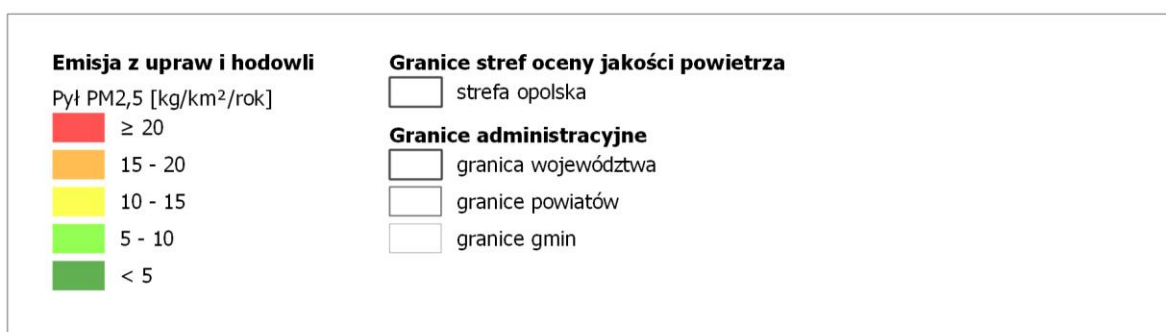 Emisja z upraw i hodowli
Pył PM2,5 [kg/km²/rok]
≥ 20
15 - 20
10 - 15
5 - 10
< 5
Granice stref oceny jakości powietrza
strefa opolska
Granice administracyjne
granica województwa
granice powiatów
granice gmin